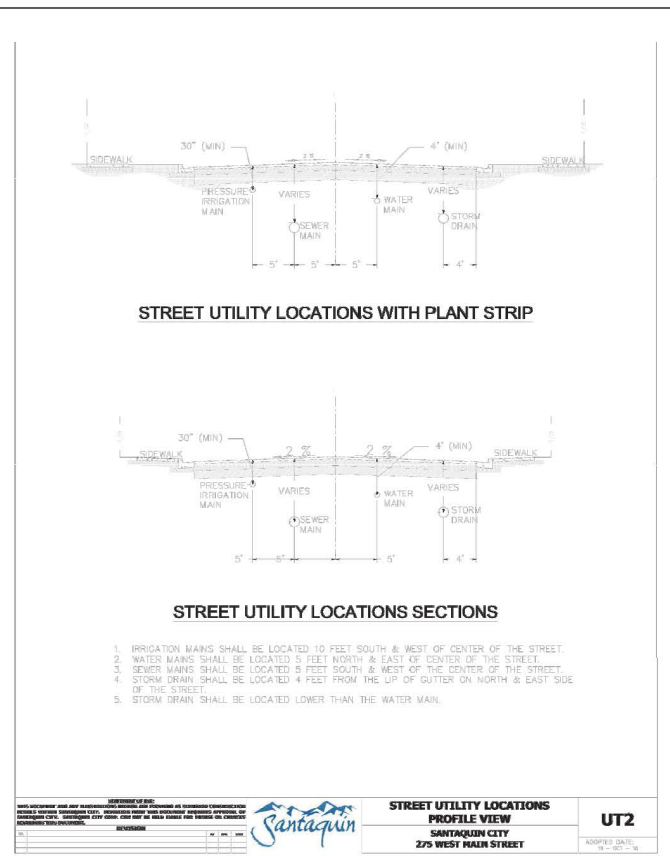 30" (MIN)
4' (MIN)
SIDEWALK
SIDEWALK
PRESSURE IRRIGATION MAIN
VARIES
SEWER MAIN
WATER MAIN
VARIES
STORM DRAIN
5' 5' 5' 4'
STREET UTILITY LOCATIONS WITH PLANT STRIP
30" (MIN)
2 % 2 %
4' (MIN)
SIDEWALK
SIDEWALK
PRESSURE IRRIGATION MAIN
VARIES
SEWER MAIN
WATER MAIN
VARIES
STORM DRAIN
5' 5' 5' 4'
STREET UTILITY LOCATIONS SECTIONS
1. IRRIGATION MAINS SHALL BE LOCATED 10 FEET SOUTH & WEST OF CENTER OF THE STREET.
2. WATER MAINS SHALL BE LOCATED 5 FEET NORTH & EAST OF CENTER OF THE STREET.
3. SEWER MAINS SHALL BE LOCATED 5 FEET SOUTH & WEST OF THE CENTER OF THE STREET.
4. STORM DRAIN SHALL BE LOCATED 4 FEET FROM THE LIP OF GUTTER ON NORTH & EAST SIDE
OF THE STREET.
5. STORM DRAIN SHALL BE LOCATED LOWER THAN THE WATER MAIN.
REVISION
Santaquin
STREET UTILITY LOCATIONS
PROFILE VIEW
SANTAQUIN CITY
275 WEST MAIN STREET
UT2
ADOPTED DATE: